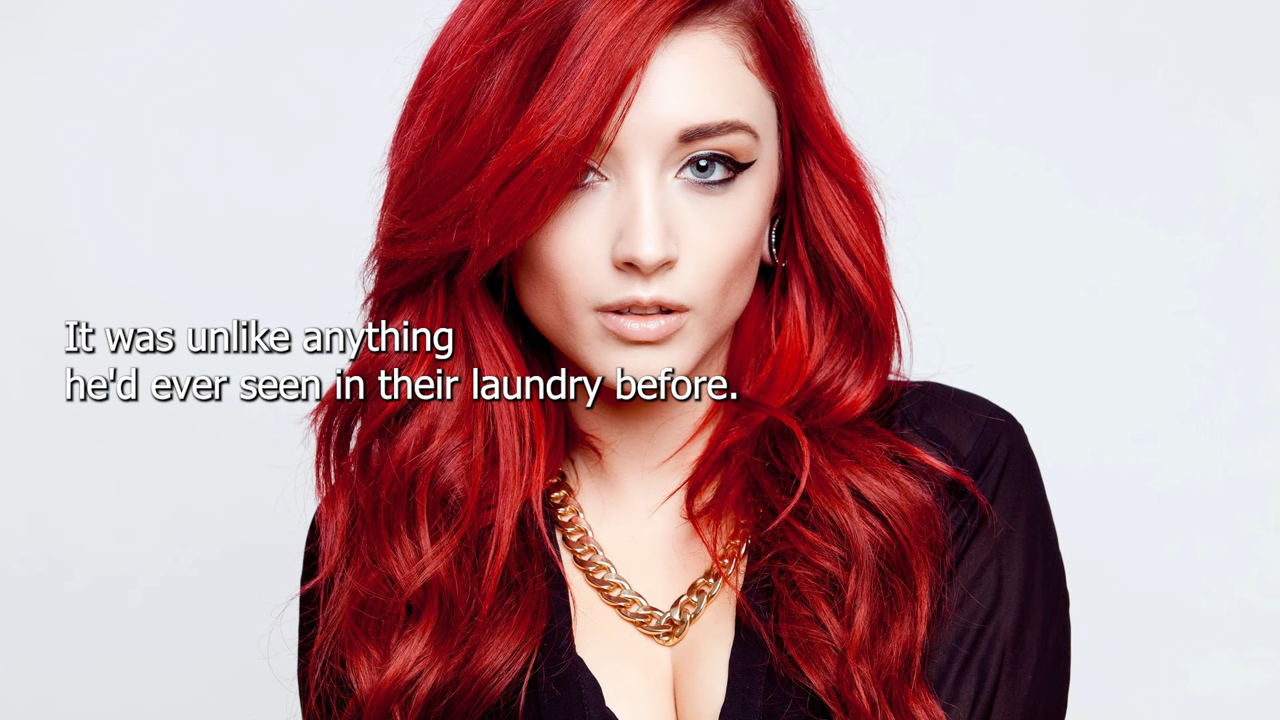 It was unlike anything
he'd ever seen in their laundry before.